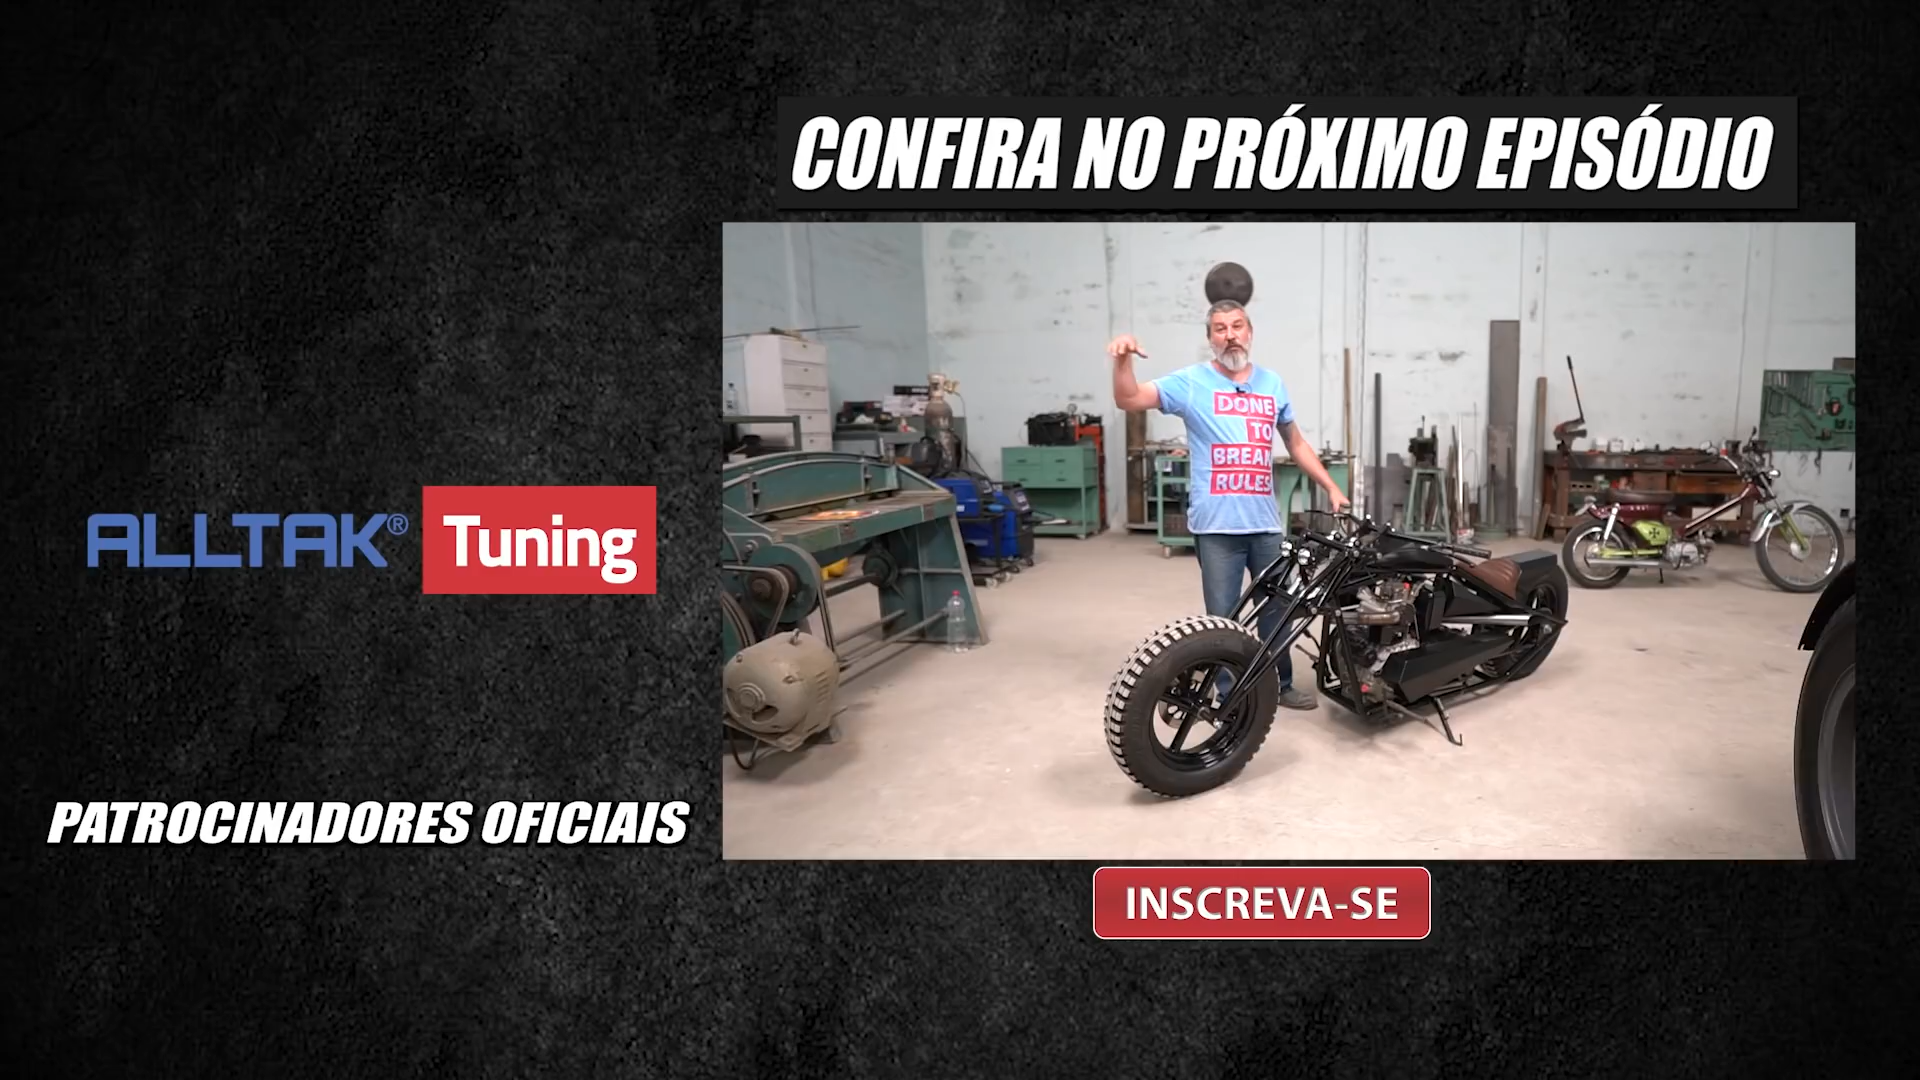 CONFIRA NO PRÓXIMO EPISÓDIO
ALLTAK® Tuning
DONE
TO
BREAK
RULES
PATROCINADORES OFICIAIS
INSCREVA-SE